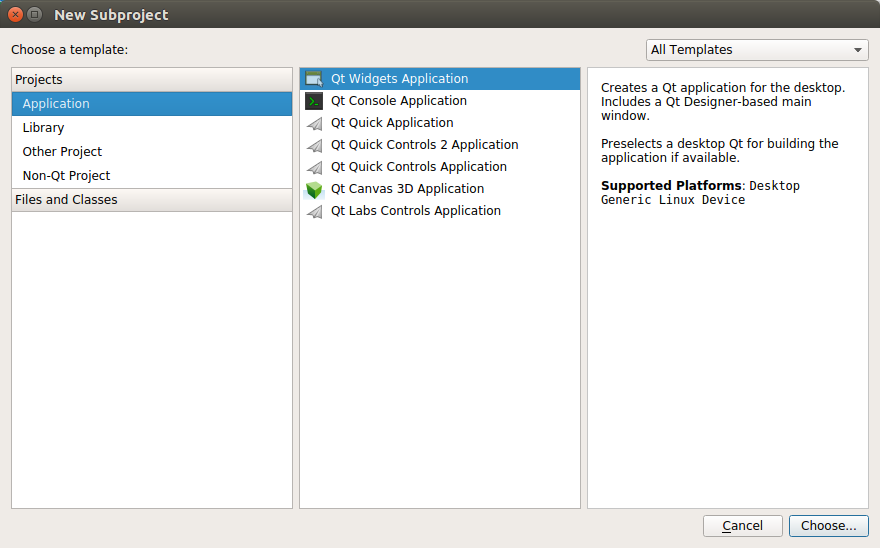 New Subproject
Choose a template:
All Templates
Projects
Application
Library
Other Project
Non-Qt Project
Files and Classes
Qt Widgets Application
Qt Console Application
Qt Quick Application
Qt Quick Controls 2 Application
Qt Quick Controls Application
Qt Canvas 3D Application
Qt Labs Controls Application
Creates a Qt application for the desktop.
Includes a Qt Designer-based main
window.
Preselects a desktop Qt for building the
application if available.
Supported Platforms: Desktop
Generic Linux Device
Cancel
Choose...